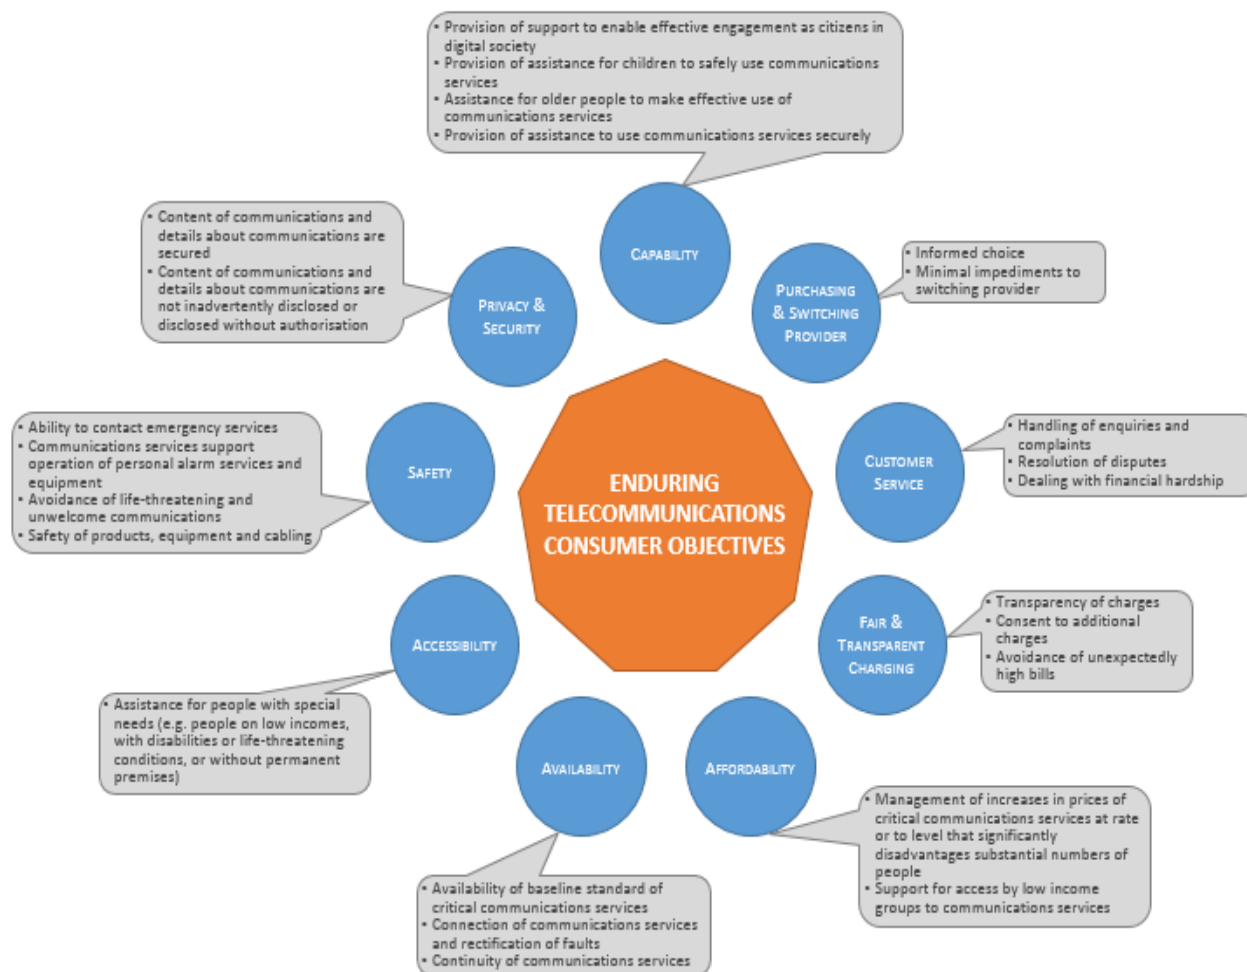 ▪ Provision of support to enable effective engagement as citizens in
digital society
▪ Provision of assistance for children to safely use communications
services
▪ Assistance for older people to make effective use of
communications services
▪ Provision of assistance to use communications services securely
CAPABILITY
▪ Informed choice
▪ Minimal impediments to
switching provider
PURCHASING
& SWITCHING
PROVIDER
▪ Handling of enquiries and
complaints
▪ Resolution of disputes
▪ Dealing with financial hardship
CUSTOMER
SERVICE
▪ Transparency of charges
▪ Consent to additional
charges
▪ Avoidance of unexpectedly
high bills
FAIR &
TRANSPARENT
CHARGING
▪ Management of increases in prices of
critical communications services at rate
or to level that significantly
disadvantages substantial numbers of
people
▪ Support for access by low income
groups to communications services
AFFORDABILITY
▪ Availability of baseline standard of
critical communications services
▪ Connection of communications services
and rectification of faults
▪ Continuity of communications services
AVAILABILITY
▪ Assistance for people with special
needs (e.g. people on low incomes,
with disabilities or life-threatening
conditions, or without permanent
premises)
ACCESSIBILITY
▪ Ability to contact emergency services
▪ Communications services support
operation of personal alarm services and
equipment
▪ Avoidance of life-threatening and
unwelcome communications
▪ Safety of products, equipment and cabling
SAFETY
▪ Content of communications and
details about communications are
secured
▪ Content of communications and
details about communications are
not inadvertently disclosed or
disclosed without authorisation
PRIVACY &
SECURITY
ENDURING
TELECOMMUNICATIONS
CONSUMER OBJECTIVES